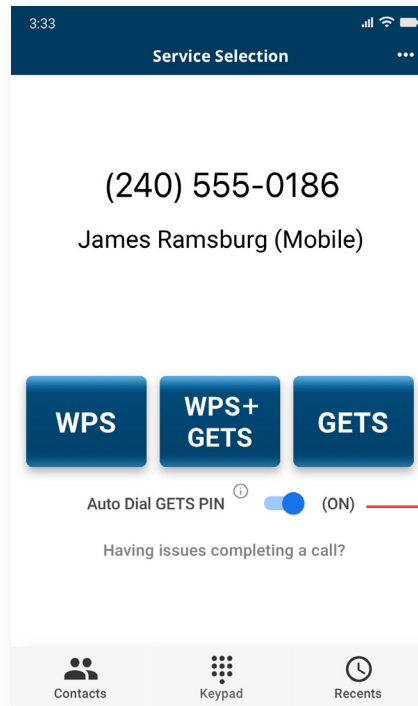 3:33
Service Selection
(240) 555-0186
James Ramsburg (Mobile)
WPS
WPS+
GETS
GETS
Auto Dial GETS PIN (ON)
Having issues completing a call?
Contacts Keypad Recents